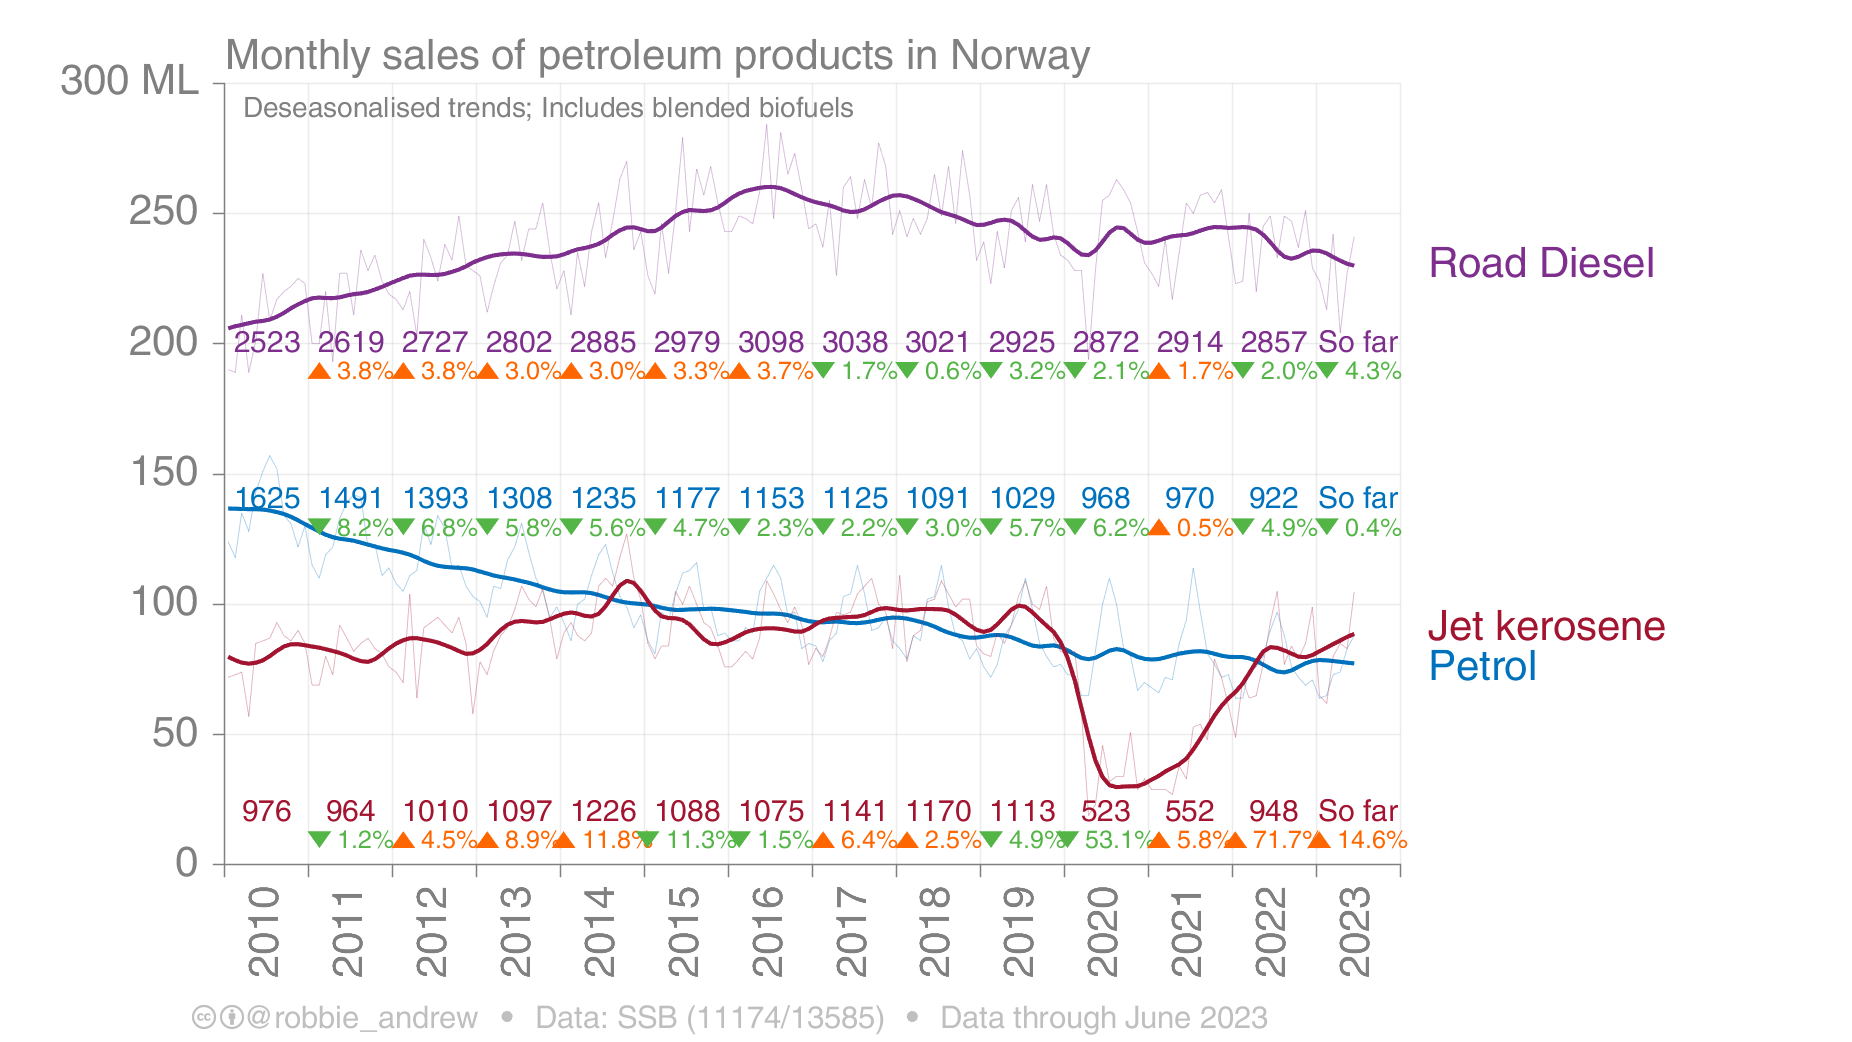 Monthly sales of petroleum products in Norway
300 ML
Deseasonalised trends; Includes blended biofuels
250
Road Diesel
200
2523 2619 2727 2802 2885 2979 3098 3038 3021 2925 2872 2914 2857 So far
▲ 3.8% ▲ 3.8% ▲ 3.0% ▲ 3.0% ▲ 3.3% ▲ 3.7% ▼ 1.7% ▼ 0.6% ▼ 3.2% ▼ 2.1% ▲ 1.7% ▼ 2.0% ▼ 4.3%
150
1625 1491 1393 1308 1235 1177 1153 1125 1091 1029 968 970 922 So far
▼ 8.2% ▼ 6.8% ▼ 5.8% ▼ 5.6% ▼ 4.7% ▼ 2.3% ▼ 2.2% ▼ 3.0% ▼ 5.7% ▼ 6.2% ▲ 0.5% ▼ 4.9% ▼ 0.4%
100
Jet kerosene
Petrol
50
976 964 1010 1097 1226 1088 1075 1141 1170 1113 523 552 948 So far
▼ 1.2% ▲ 4.5% ▲ 8.9% ▲ 11.8% ▼ 11.3% ▼ 1.5% ▲ 6.4% ▲ 2.5% ▼ 4.9% ▼ 53.1% ▲ 5.8% ▲ 71.7% ▲ 14.6%
0
2010 2011 2012 2013 2014 2015 2016 2017 2018 2019 2020 2021 2022 2023
@robbie_andrew • Data: SSB (11174/13585) • Data through June 2023